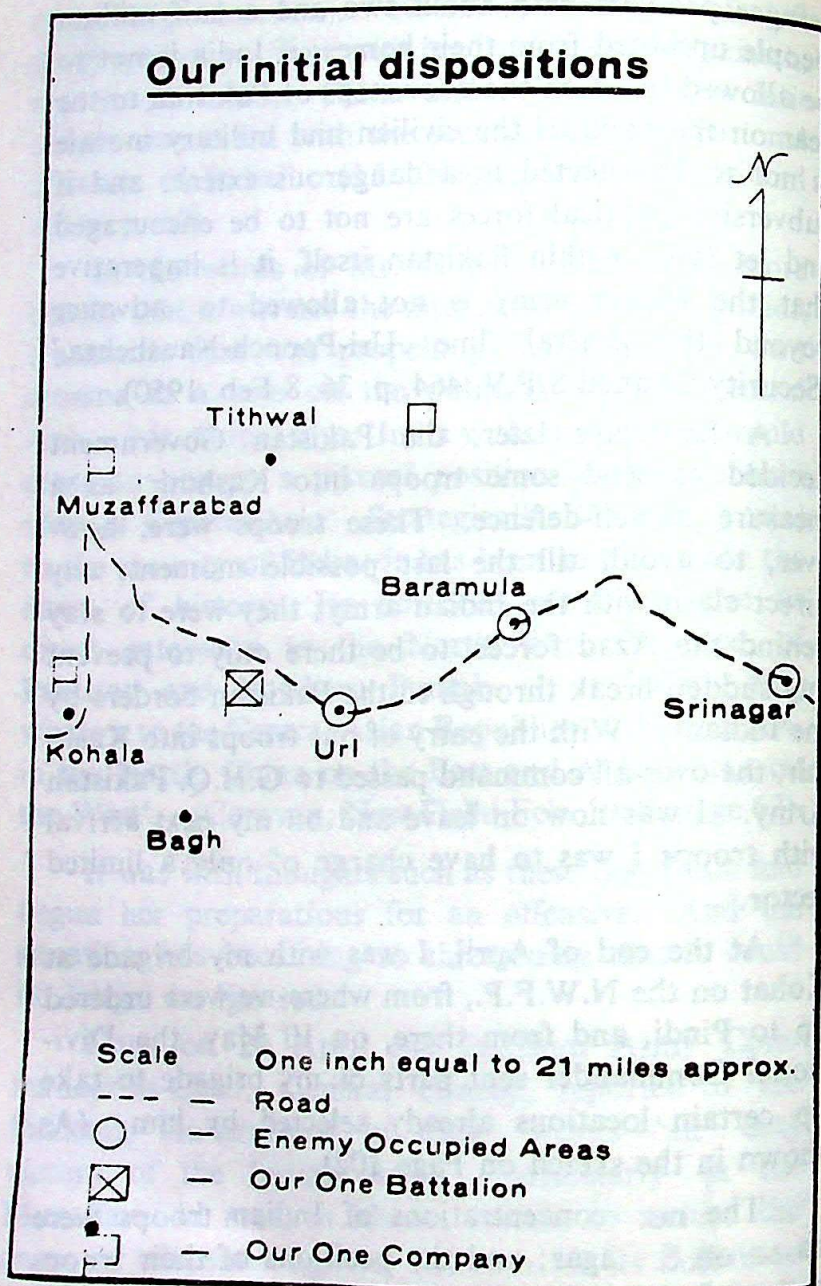 Our initial dispositions
N
Tithwal
Muzaffarabad
Baramula
Srinagar
Kohala
Url
Bagh
Scale One inch equal to 21 miles approx.
---- — Road
— Enemy Occupied Areas
— Our One Battalion
— Our One Company